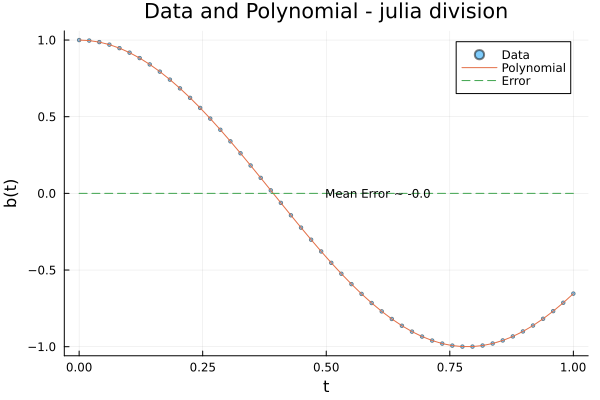 Data and Polynomial - julia division
Data
Polynomial
Error
1.0
0.5
0.0
−0.5
−1.0
b(t)
Mean Error ~ -0.0
0.00
0.25
0.50
0.75
1.00
t